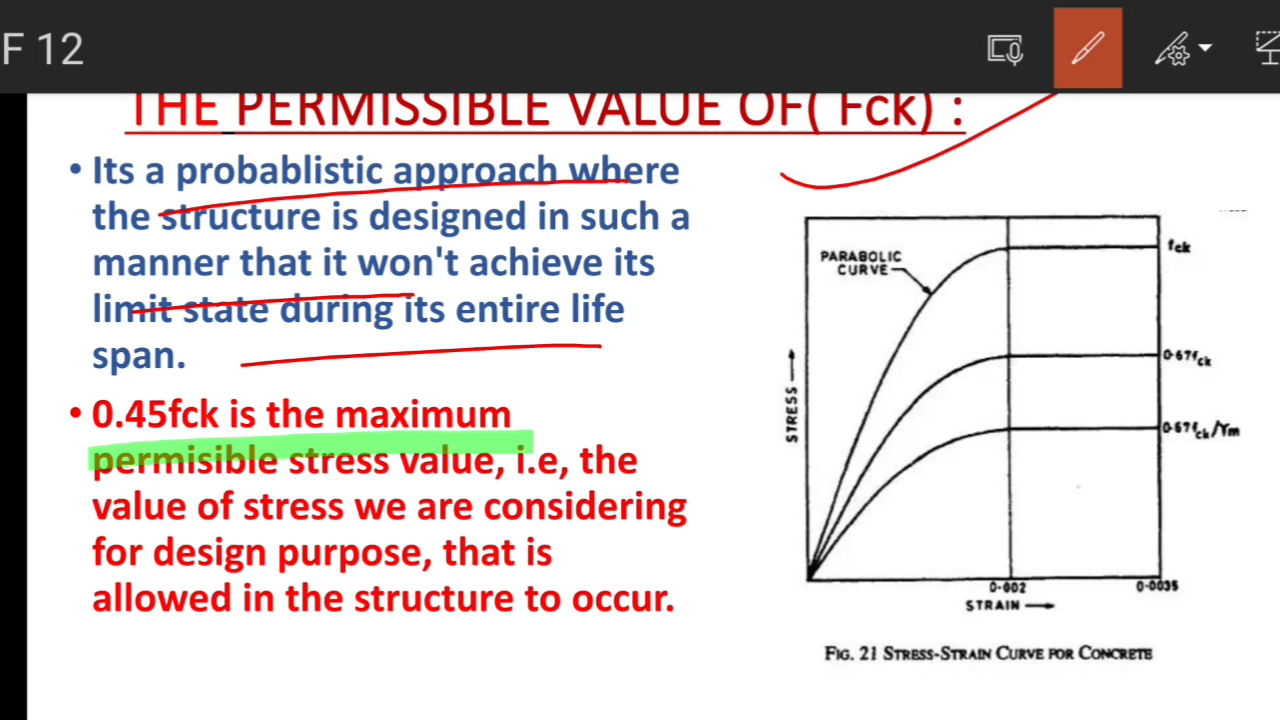 F 12
THE PERMISSIBLE VALUE OF( Fck) :
• Its a probablistic approach where
the structure is designed in such a
manner that it won't achieve its
limit state during its entire life
span.
• 0.45fck is the maximum
permisible stress value, i.e, the
value of stress we are considering
for design purpose, that is
allowed in the structure to occur.
PARABOLIC
CURVE
fck
0.67fck
0.67fck/Ym
STRESS
0.002
0.0035
STRAIN
FIG. 21 STRESS-STRAIN CURVE FOR CONCRETE